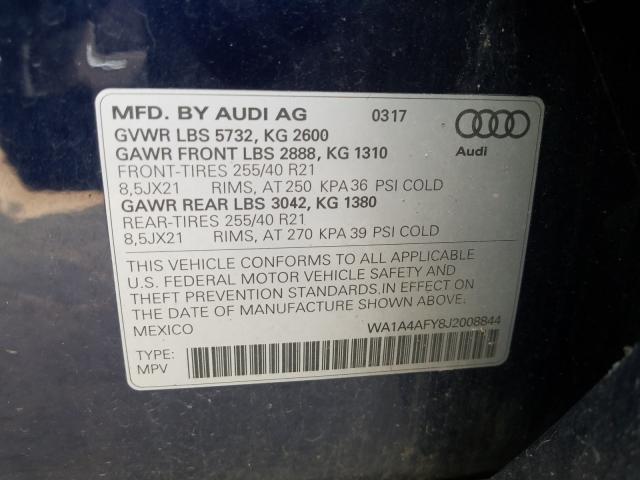 MFD. BY AUDI AG 0317
GVWR LBS 5732, KG 2600
GAWR FRONT LBS 2888, KG 1310
Audi
FRONT-TIRES 255/40 R21
8,5JX21 RIMS, AT 250 KPA 36 PSI COLD
GAWR REAR LBS 3042, KG 1380
REAR-TIRES 255/40 R21
8,5JX21 RIMS, AT 270 KPA 39 PSI COLD
THIS VEHICLE CONFORMS TO ALL APPLICABLE
U.S. FEDERAL MOTOR VEHICLE SAFETY AND
THEFT PREVENTION STANDARDS, IN EFFECT ON
THE DATE OF MANUFACTURE SHOWN ABOVE.
MEXICO WA1A4AFY8J2008844
TYPE:
MPV